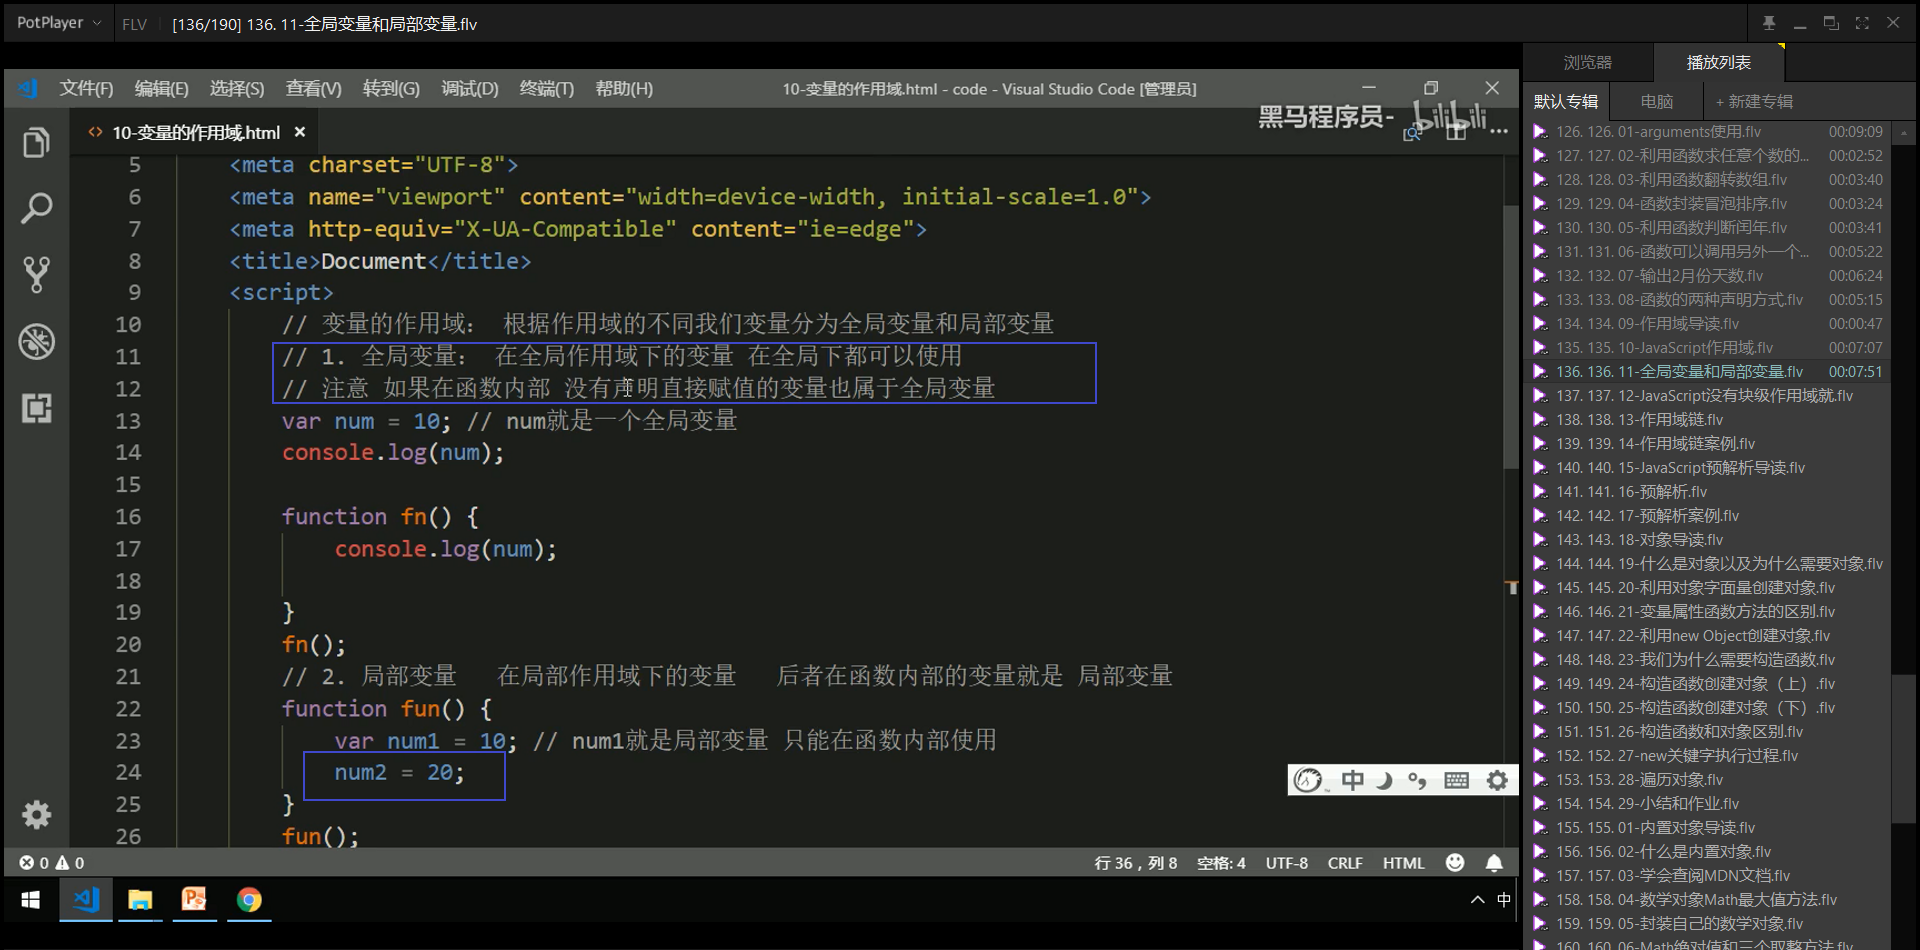 PotPlayer FLV [136/190] 136. 11-全局变量和局部变量.flv
文件(F) 编辑(E) 选择(S) 查看(V) 转到(G) 调试(D) 终端(T) 帮助(H) 10-变量的作用域.html - code - Visual Studio Code [管理员]
黑马程序员- bilibili
10-变量的作用域.html
5 <meta charset="UTF-8">
6 <meta name="viewport" content="width=device-width, initial-scale=1.0">
7 <meta http-equiv="X-UA-Compatible" content="ie=edge">
8 <title>Document</title>
9 <script>
10 // 变量的作用域： 根据作用域的不同我们变量分为全局变量和局部变量
11 // 1. 全局变量： 在全局作用域下的变量 在全局下都可以使用
12 // 注意 如果在函数内部 没有声明直接赋值的变量也属于全局变量
13 var num = 10; // num就是一个全局变量
14 console.log(num);
15
16 function fn() {
17 console.log(num);
18
19 }
20 fn();
21 // 2. 局部变量 在局部作用域下的变量 后者在函数内部的变量就是 局部变量
22 function fun() {
23 var num1 = 10; // num1就是局部变量 只能在函数内部使用
24 num2 = 20;
25 }
26 fun();
中
0 0 行 36，列 8 空格: 4 UTF-8 CRLF HTML
中
浏览器 播放列表
默认专辑 电脑 + 新建专辑
126. 126. 01-arguments使用.flv 00:09:09
127. 127. 02-利用函数求任意个数的... 00:02:52
128. 128. 03-利用函数翻转数组.flv 00:03:40
129. 129. 04-函数封装冒泡排序.flv 00:03:24
130. 130. 05-利用函数判断闰年.flv 00:03:41
131. 131. 06-函数可以调用另外一个... 00:05:22
132. 132. 07-输出2月份天数.flv 00:06:24
133. 133. 08-函数的两种声明方式.flv 00:05:15
134. 134. 09-作用域导读.flv 00:00:47
135. 135. 10-JavaScript作用域.flv 00:07:07
136. 136. 11-全局变量和局部变量.flv 00:07:51
137. 137. 12-JavaScript没有块级作用域就.flv
138. 138. 13-作用域链.flv
139. 139. 14-作用域链案例.flv
140. 140. 15-JavaScript预解析导读.flv
141. 141. 16-预解析.flv
142. 142. 17-预解析案例.flv
143. 143. 18-对象导读.flv
144. 144. 19-什么是对象以及为什么需要对象.flv
145. 145. 20-利用对象字面量创建对象.flv
146. 146. 21-变量属性函数方法的区别.flv
147. 147. 22-利用new Object创建对象.flv
148. 148. 23-我们为什么需要构造函数.flv
149. 149. 24-构造函数创建对象（上）.flv
150. 150. 25-构造函数创建对象（下）.flv
151. 151. 26-构造函数和对象区别.flv
152. 152. 27-new关键字执行过程.flv
153. 153. 28-遍历对象.flv
154. 154. 29-小结和作业.flv
155. 155. 01-内置对象导读.flv
156. 156. 02-什么是内置对象.flv
157. 157. 03-学会查阅MDN文档.flv
158. 158. 04-数学对象Math最大值方法.flv
159. 159. 05-封装自己的数学对象.flv
160. 160. 06-Math绝对值和三个取整方法.flv